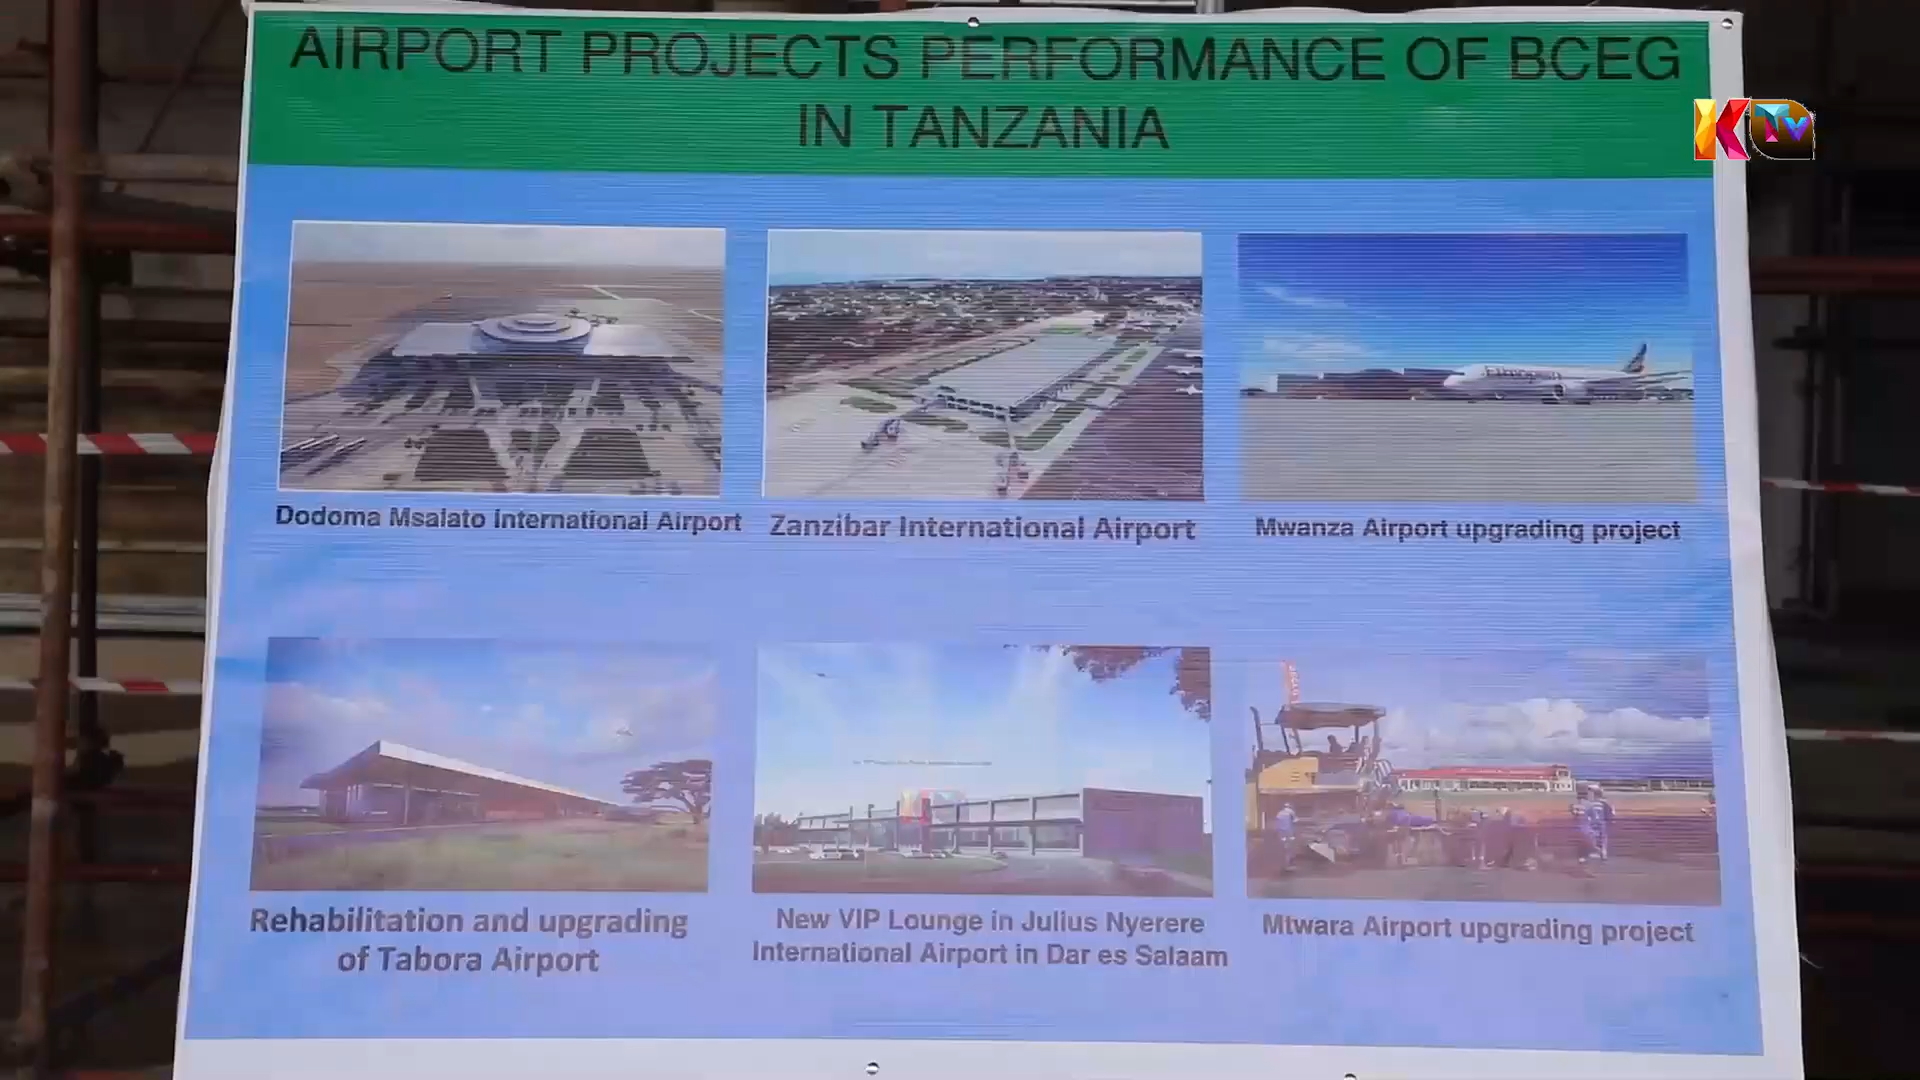 AIRPORT PROJECTS PERFORMANCE OF BCEG
IN TANZANIA
KTV
Dodoma Msalato International Airport
Zanzibar International Airport
Mwanza Airport upgrading project
Ethiopian
Rehabilitation and upgrading
of Tabora Airport
New VIP Lounge in Julius Nyerere
International Airport in Dar es Salaam
Mtwara Airport upgrading project